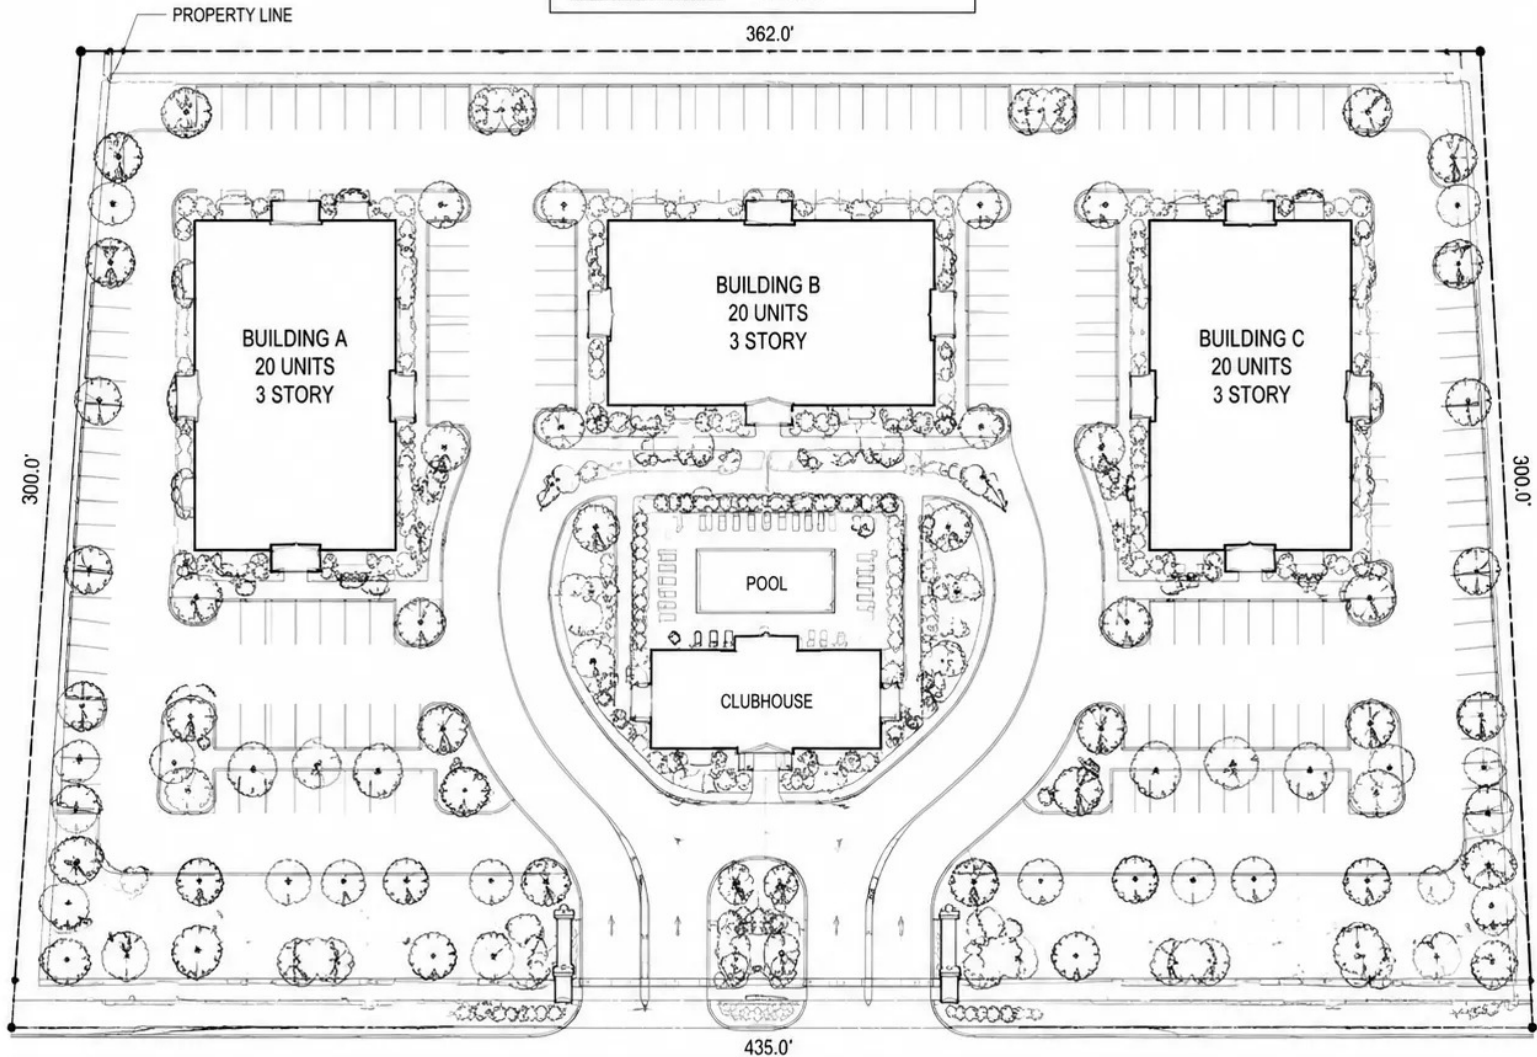 PROPERTY LINE
362.0'
BUILDING A
20 UNITS
3 STORY
BUILDING B
20 UNITS
3 STORY
BUILDING C
20 UNITS
3 STORY
300.0'
300.0'
POOL
CLUBHOUSE
435.0'